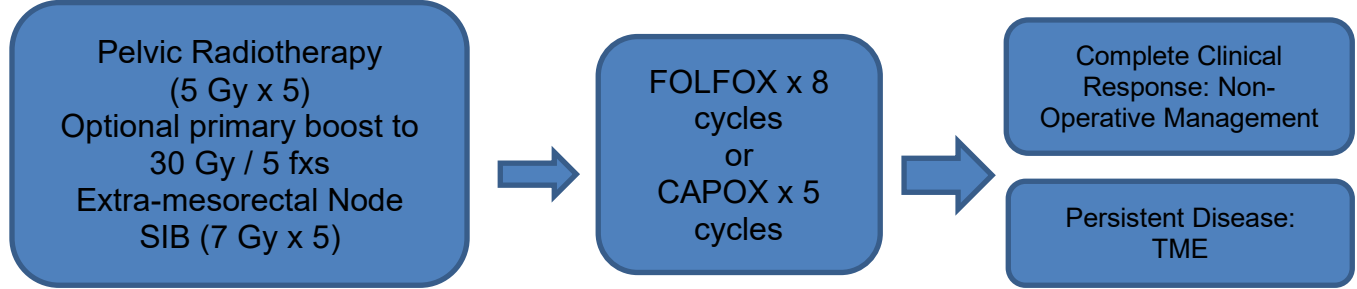 Pelvic Radiotherapy
(5 Gy x 5)
Optional primary boost to
30 Gy / 5 fxs
Extra-mesorectal Node
SIB (7 Gy x 5)
FOLFOX x 8
cycles
or
CAPOX x 5
cycles
Complete Clinical
Response: Non-
Operative Management
Persistent Disease:
TME